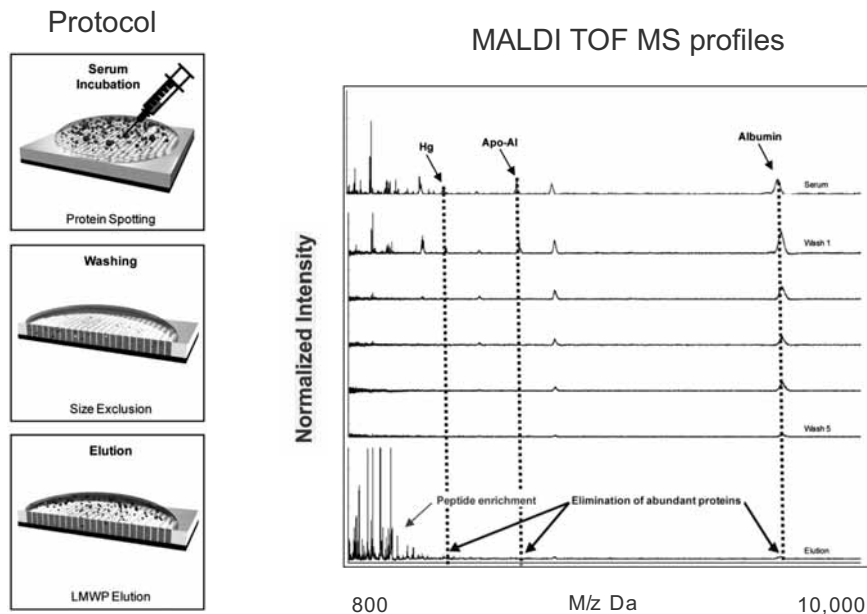 Protocol
Serum
Incubation
Protein Spotting
Washing
Size Exclusion
Elution
LMWP Elution
MALDI TOF MS profiles
Normalized Intensity
Hg
Apo-AI
Albumin
Serum
Wash 1
Wash 5
Peptide enrichment
Elimination of abundant proteins
Elution
800
M/z Da
10,000